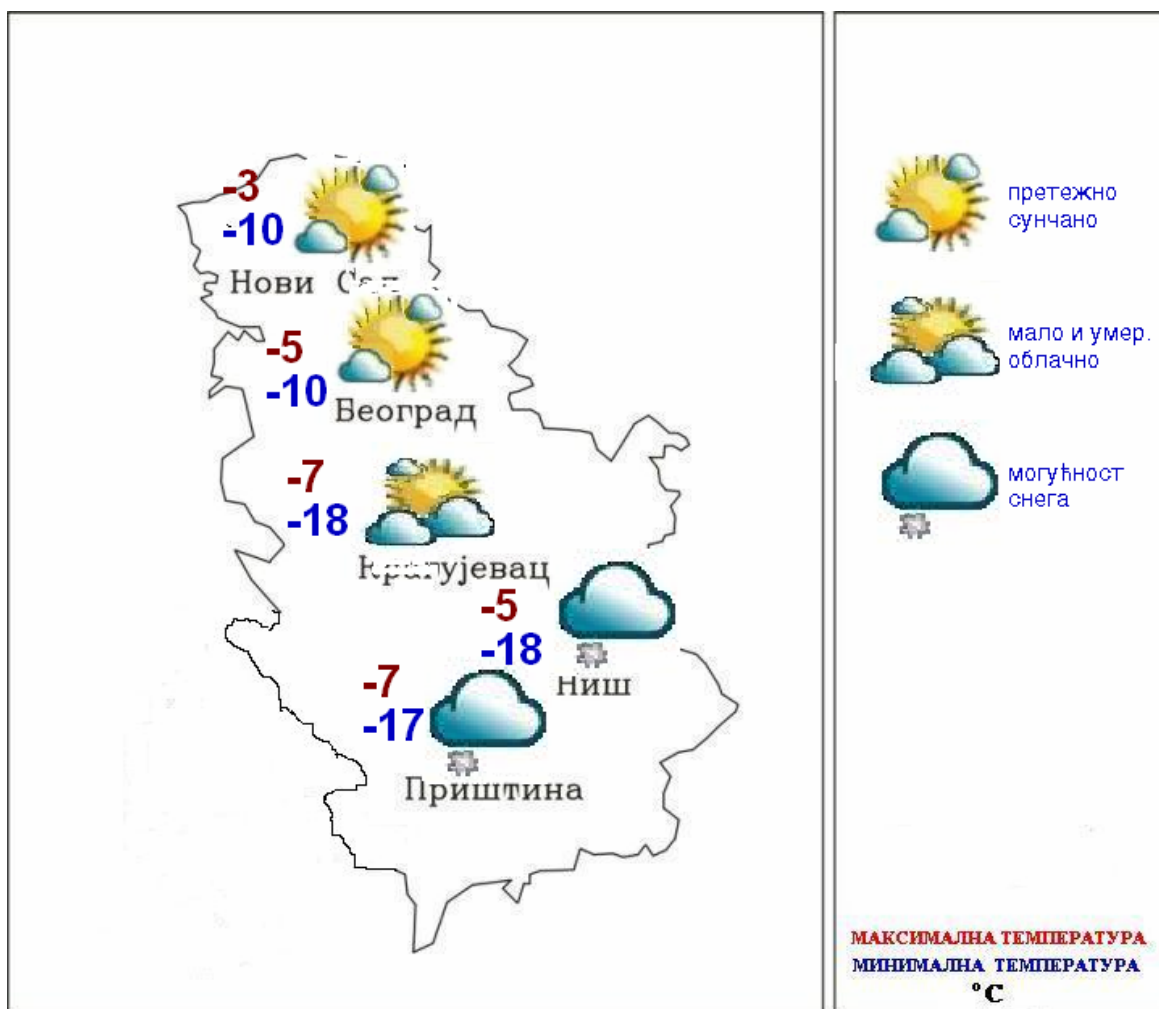 -3
-10
Нови
-5
-10
Београд
-7
-18
Крагујевац
-5
-18
Ниш
-7
-17
Приштина
претежно
сунчано
мало и умер.
облачно
могућност
снега
МАКСИМАЛНА ТЕМПЕРАТУРА
МИНИМАЛНА ТЕМПЕРАТУРА
°C